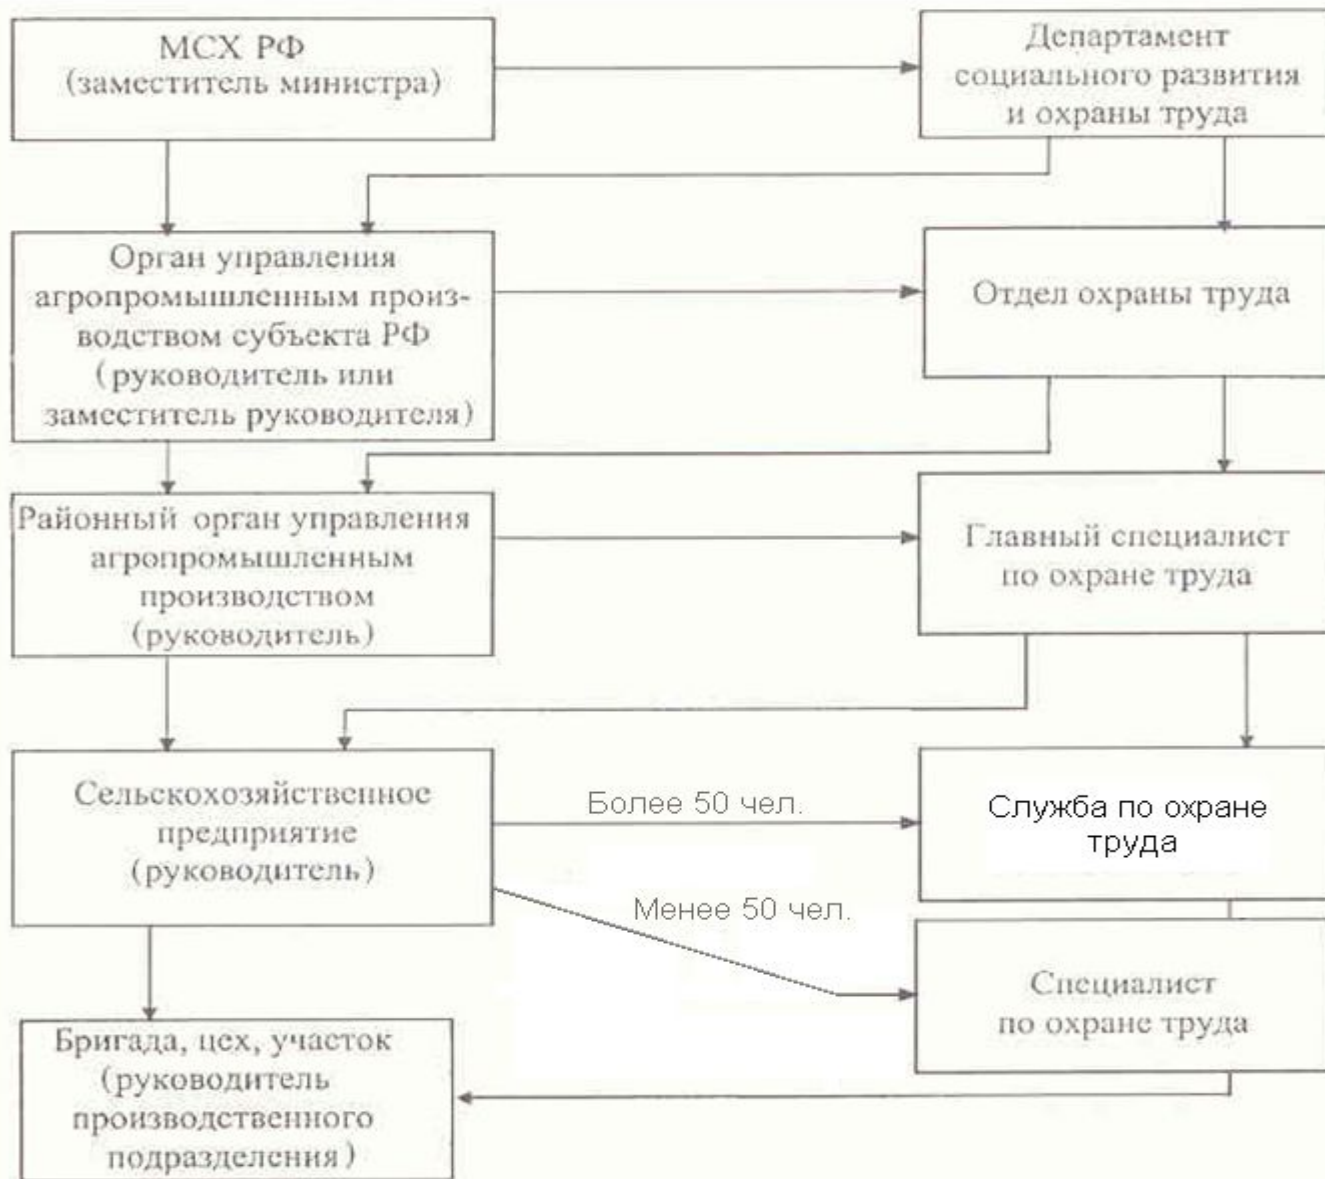 МСХ РФ
(заместитель министра)
Департамент
социального развития
и охраны труда
Орган управления
агропромышленным произ-
водством субъекта РФ
(руководитель или
заместитель руководителя)
Отдел охраны труда
Районный орган управления
агропромышленным
производством
(руководитель)
Главный специалист
по охране труда
Сельскохозяйственное
предприятие
(руководитель)
Более 50 чел.
Служба по охране
труда
Менее 50 чел.
Специалист
по охране труда
Бригада, цех, участок
(руководитель
производственного
подразделения)